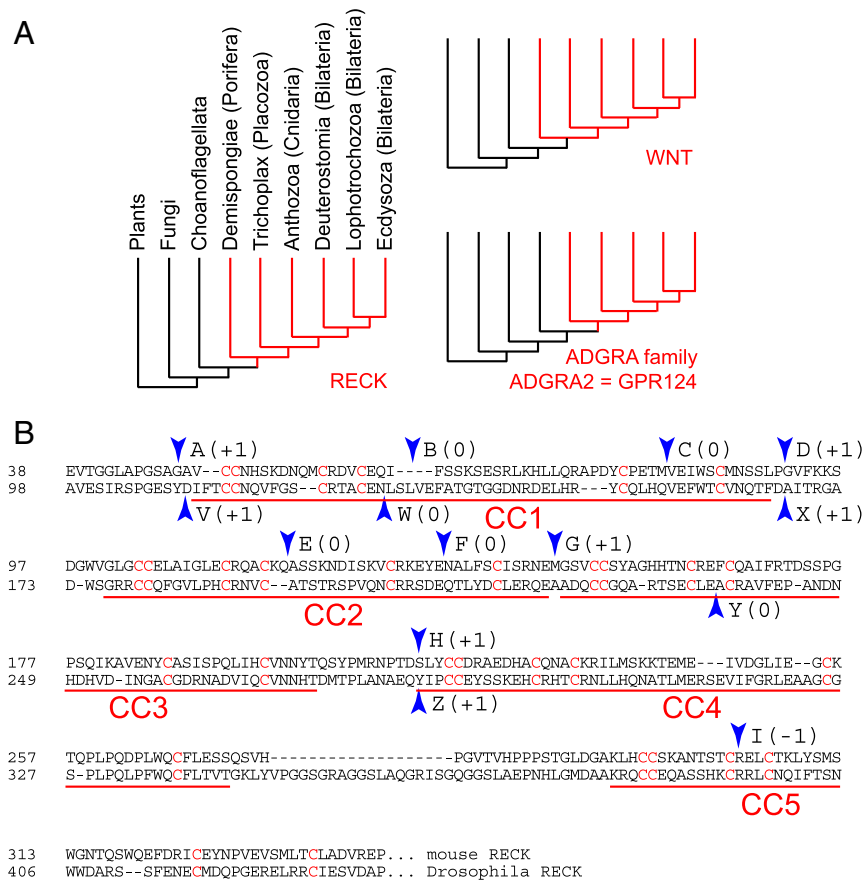 A
Plants
Fungi
Choanoflagellata
Demispongiae (Porifera)
Trichoplax (Placozoa)
Anthozoa (Cnidaria)
Deuterostomia (Bilateria)
Lophotrochozoa (Bilateria)
Ecdysoza (Bilateria)
RECK
WNT
ADGRA family
ADGRA2 = GPR124
B
A(+1) B(0) C(0) D(+1)
38 EVTGGLAPGSAGAV--CCNHSKDNQMCRDVCEQI----FSSKSESRLKHLLQRAPDYCPETMVEIWSCMNSSLPGVFKKS
98 AVESIRSPGESYDIFTCCNQVFGS--CRTACENLSLVEFATGTGGDNRDELHR---YCQLHQVEFWTCVNQTFDAITRGA
V(+1) W(0) CC1 X(+1)
E(0) F(0) G(+1)
97 DGWVGLGCCELAIGLECRQACKQASSKNDISKVCRKEYENALFSCISRNEMGSVCCSYAGHHTNCREFCQAIFRTDSSPG
173 D-WSGRRCCQFGVLPHCRNVC-ATSTRSPVQNCRRSDEQTLYDCLERQEAADQCCGQA-RTSECLEACRAVFEP-ANDN
CC2 Y(0)
H(+1)
177 PSQIKAVENYCASISPQLIHCVNNYTQSYPMRNPTDSLYCCDRAEDHACQNACKRILMSKKTEME---IVDGLIE--GCK
249 HDHVD-INGACGDRNADVIQCVNNHTDMTPLANAEQYIPCCEYSSKEHCRHTCRNLLHQNATLMERSEVIFGRLEAAGCG
CC3 Z(+1) CC4
I(-1)
257 TQPLPQDPLWQCFLESSQSVH------------------PGVTVHPPPSTGLDGAKLHCCSKANTSTCRELCTKLYSMS
327 S-PLPQLPFWQCFLTVTGKLYVPGGSGRAGGSLAQGRISGQGGSLAEPNHLGMDAAKRQCCEQASSHKCRRLCNQIFTSN
CC5
313 WGNTQSWQEFDRICEYNPVEVSMLTCLADVREP... mouse RECK
406 WWDARS--SFENECMDQPGERELRRCIESVDAP... Drosophila RECK